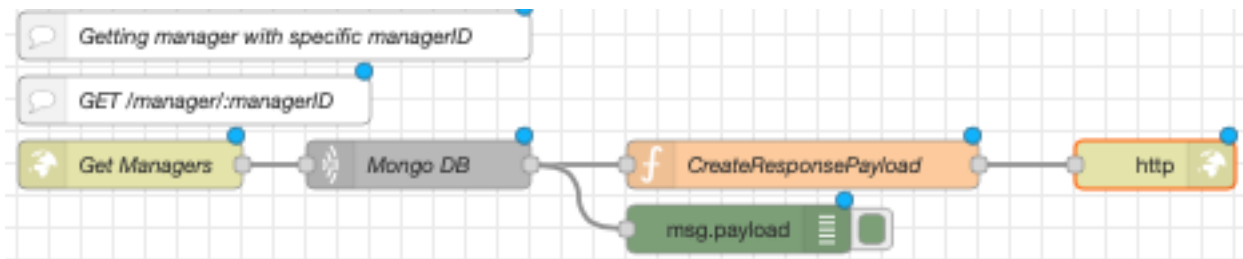 Getting manager with specific managerID
GET /manager/:managerID
Get Managers
Mongo DB
CreateResponsePayload
http
msg.payload